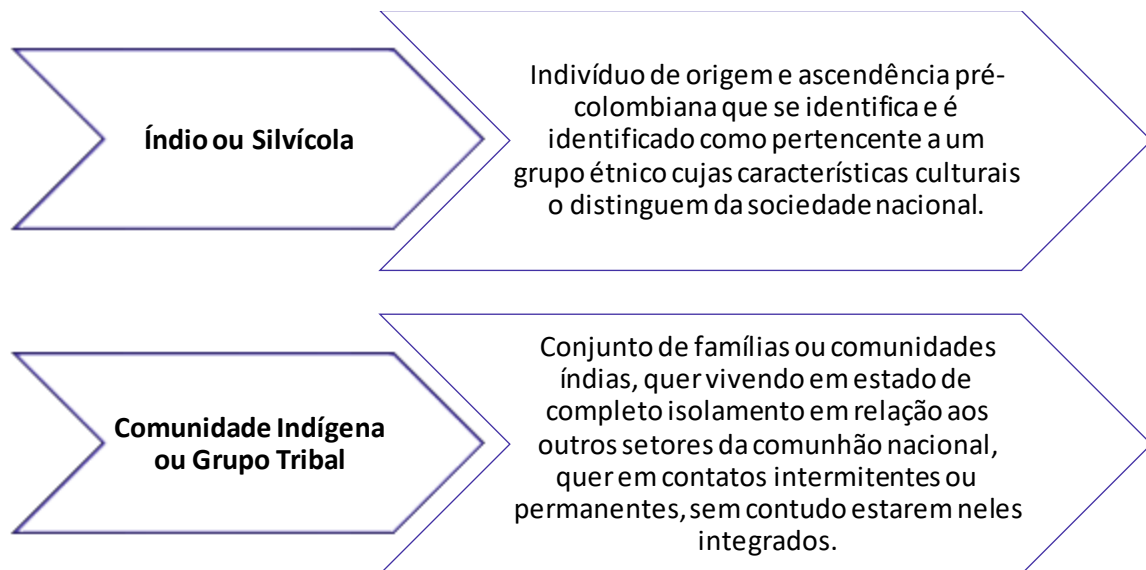 Índio ou Silvícola
Indivíduo de origem e ascendência pré-
colombiana que se identifica e é
identificado como pertencente a um
grupo étnico cujas características culturais
o distinguem da sociedade nacional.
Comunidade Indígena
ou Grupo Tribal
Conjunto de famílias ou comunidades
índias, quer vivendo em estado de
completo isolamento em relação aos
outros setores da comunhão nacional,
quer em contatos intermitentes ou
permanentes, sem contudo estarem neles
integrados.